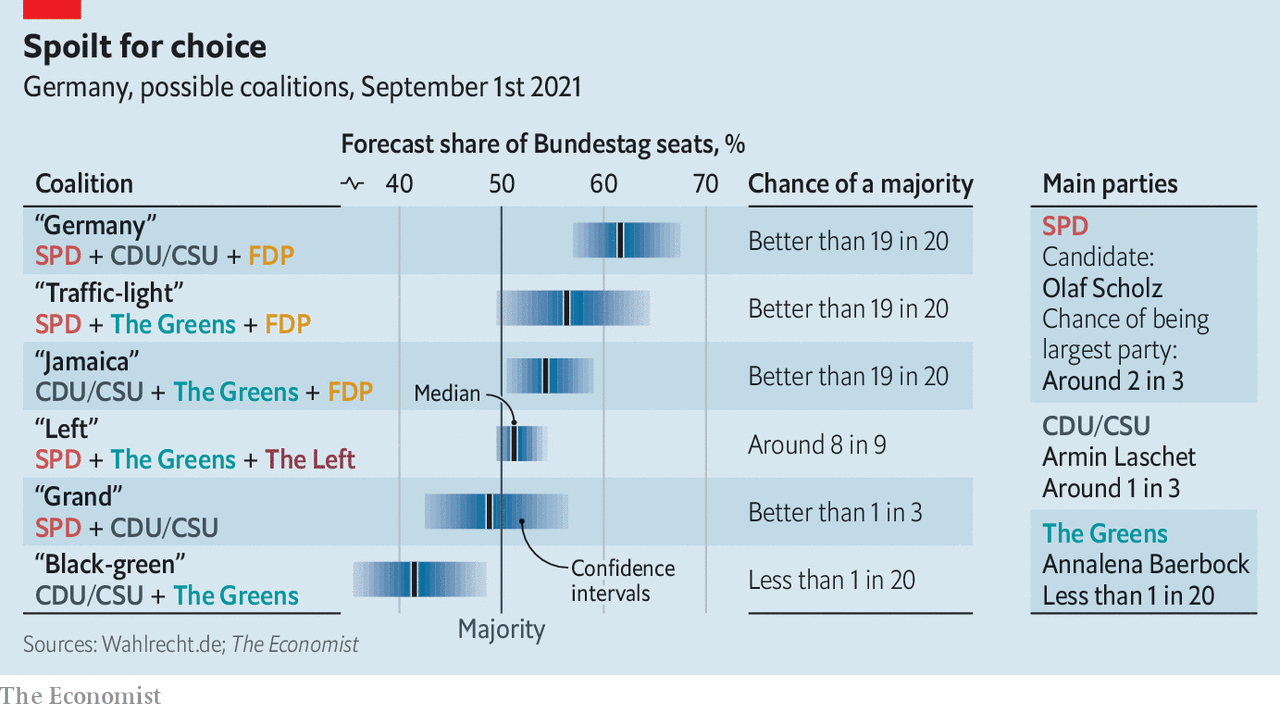 Spoilt for choice
Germany, possible coalitions, September 1st 2021
Forecast share of Bundestag seats, %
Coalition
40 50 60 70
Chance of a majority
Main parties
“Germany”
SPD + CDU/CSU + FDP
Better than 19 in 20
“Traffic-light”
SPD + The Greens + FDP
Better than 19 in 20
“Jamaica”
CDU/CSU + The Greens + FDP
Better than 19 in 20
Median
“Left”
SPD + The Greens + The Left
Around 8 in 9
“Grand”
SPD + CDU/CSU
Better than 1 in 3
“Black-green”
CDU/CSU + The Greens
Less than 1 in 20
Confidence
intervals
Majority
SPD
Candidate:
Olaf Scholz
Chance of being
largest party:
Around 2 in 3
CDU/CSU
Armin Laschet
Around 1 in 3
The Greens
Annalena Baerbock
Less than 1 in 20
Sources: Wahlrecht.de; The Economist
The Economist